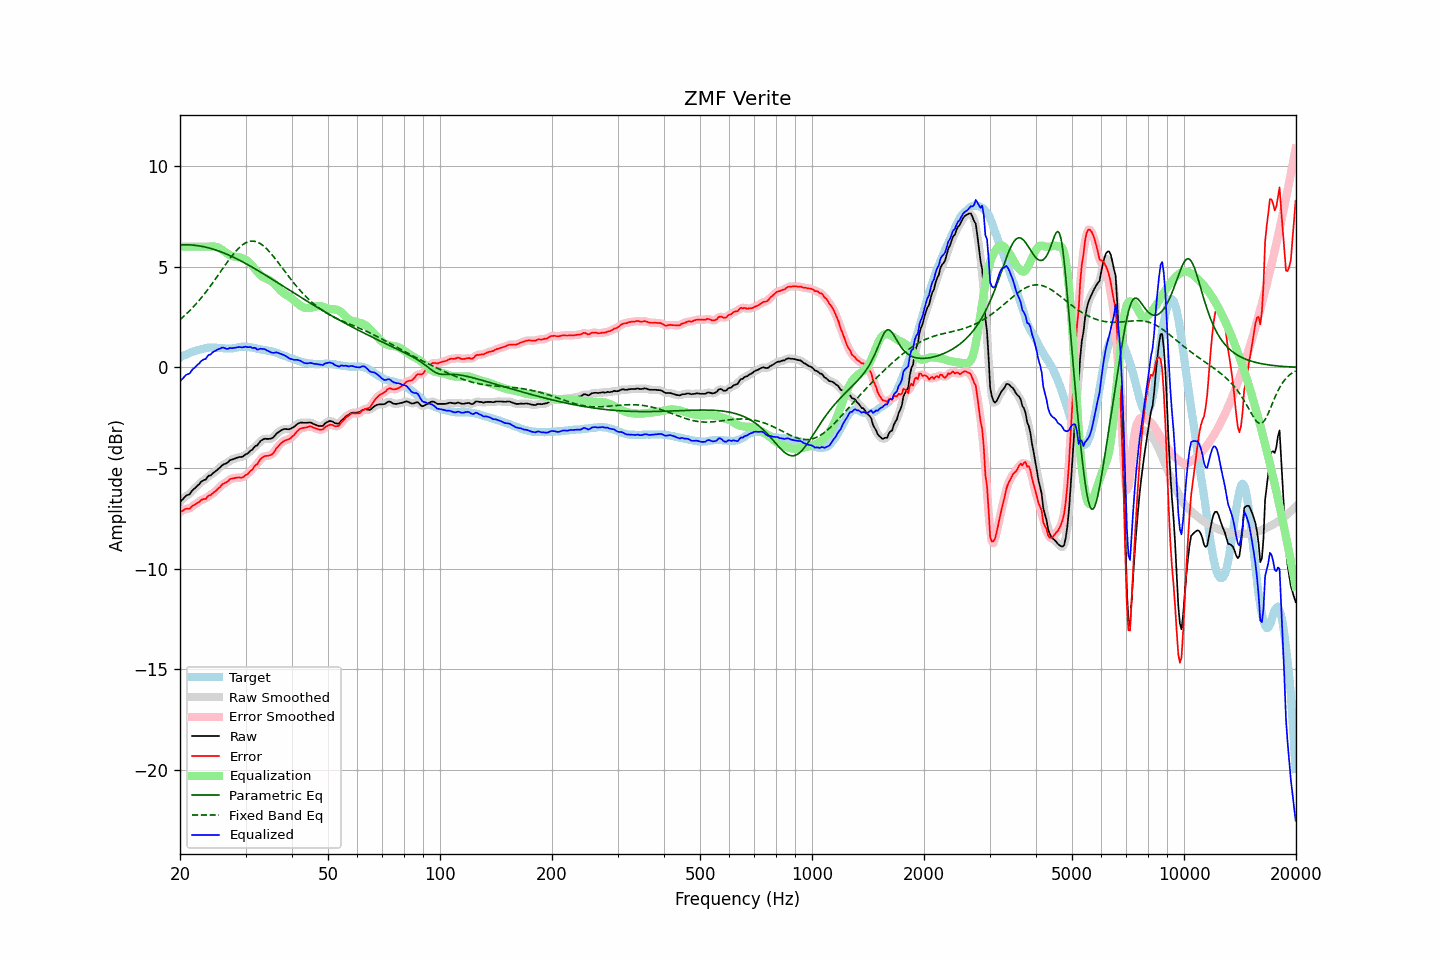 ZMF Verite
10
5
0
−5
−10
−15
−20
Amplitude (dBr)
Target
Raw Smoothed
Error Smoothed
Raw
Error
Equalization
Parametric Eq
Fixed Band Eq
Equalized
20 50 100 200 500 1000 2000 5000 10000 20000
Frequency (Hz)